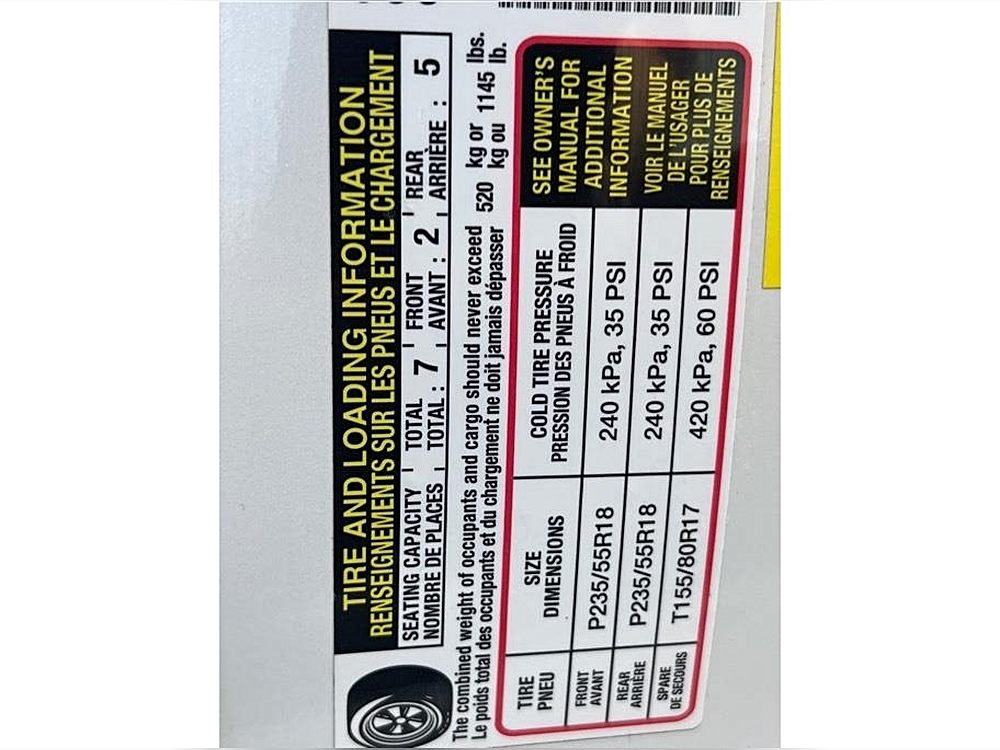 TIRE AND LOADING INFORMATION
RENSEIGNEMENTS SUR LES PNEUS ET LE CHARGEMENT
SEATING CAPACITY TOTAL 7 FRONT 2 REAR 5
NOMBRE DE PLACES TOTAL : AVANT : ARRIÈRE :
The combined weight of occupants and cargo should never exceed 520 kg or 1145 lbs.
Le poids total des occupants et du chargement ne doit jamais dépasser kg ou lb.
TIRE SIZE COLD TIRE PRESSURE
PNEU DIMENSIONS PRESSION DES PNEUS À FROID
FRONT P235/55R18 240 kPa, 35 PSI
AVANT
REAR P235/55R18 240 kPa, 35 PSI
ARRIÈRE
SPARE T155/80R17 420 kPa, 60 PSI
DE SECOURS
SEE OWNER'S
MANUAL FOR
ADDITIONAL
INFORMATION
VOIR LE MANUEL
DE L'USAGER
POUR PLUS DE
RENSEIGNEMENTS